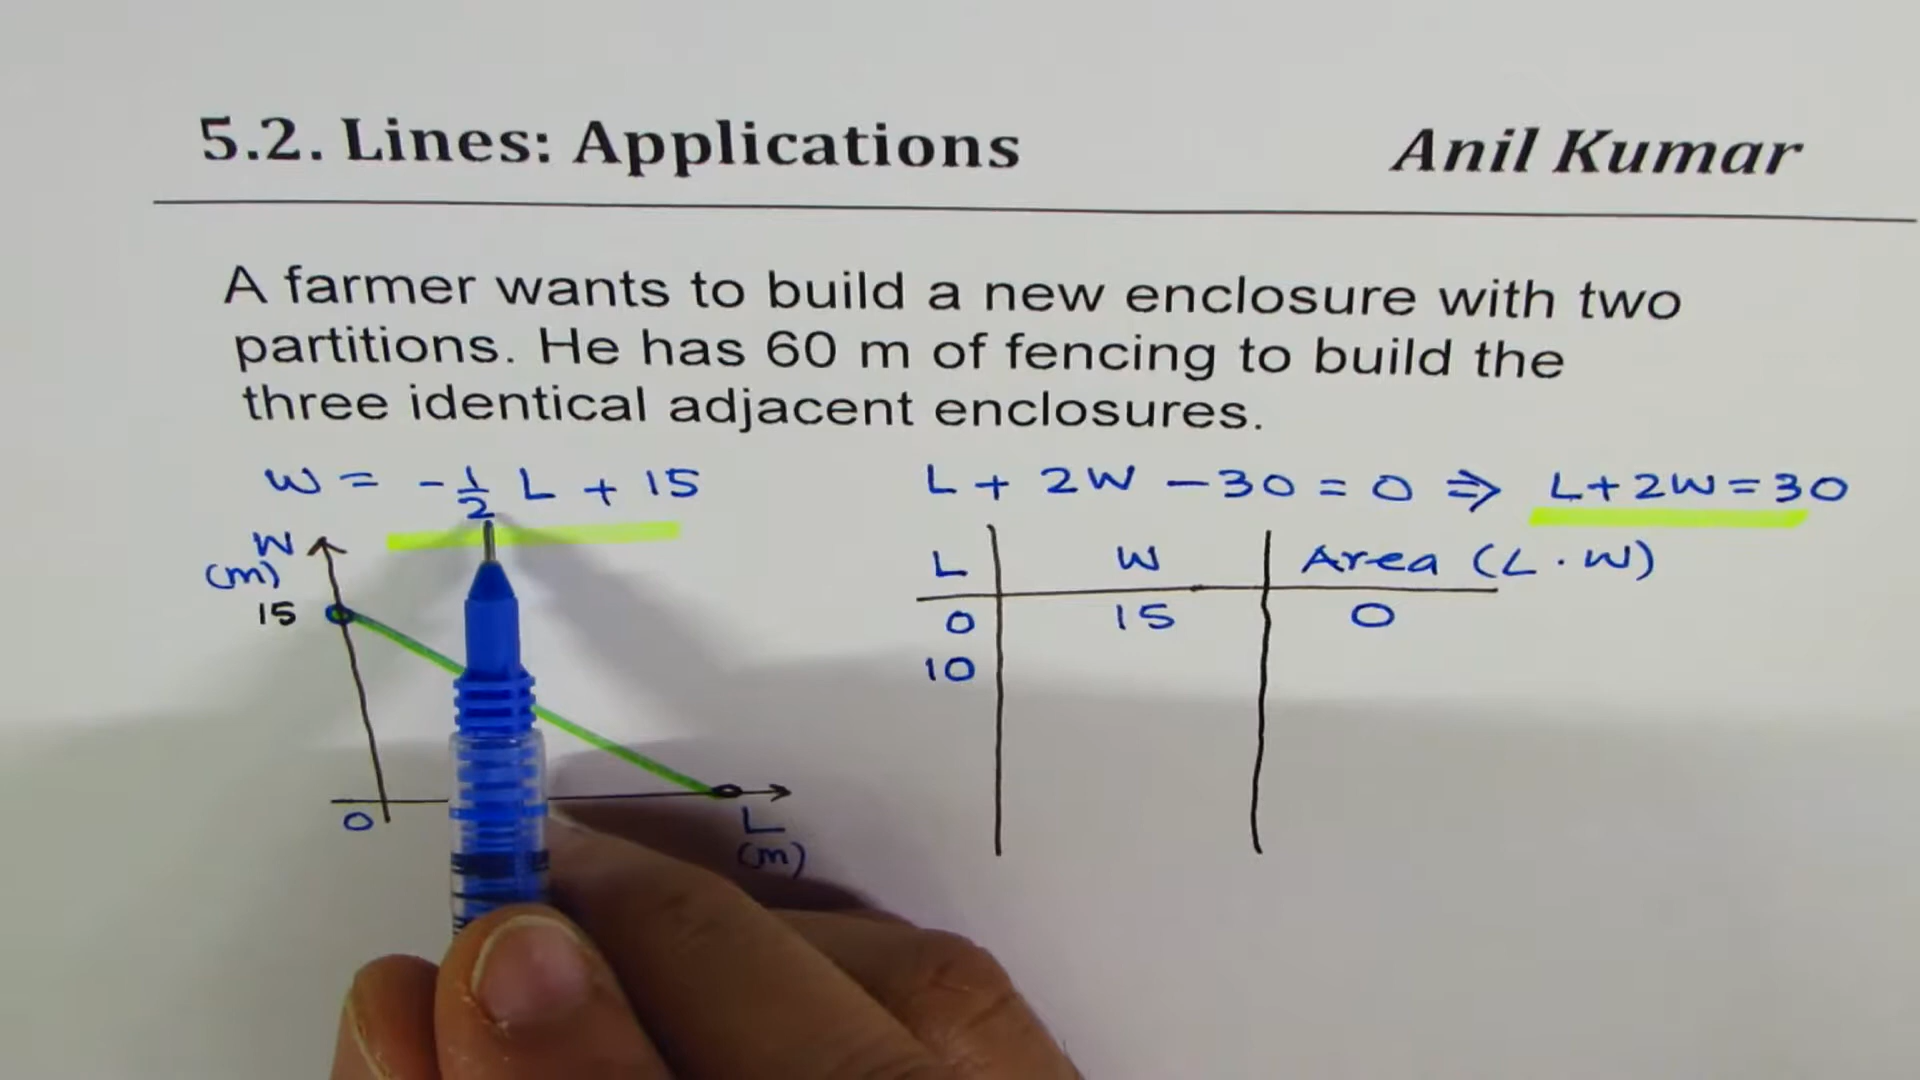 5.2. Lines: Applications Anil Kumar
A farmer wants to build a new enclosure with two
partitions. He has 60 m of fencing to build the
three identical adjacent enclosures.
W = -1/2 L + 15
L + 2W - 30 = 0 ⇒ L + 2W = 30
W
(m)
15
0
L
(m)
L W Area (L · W)
0 15 0
10